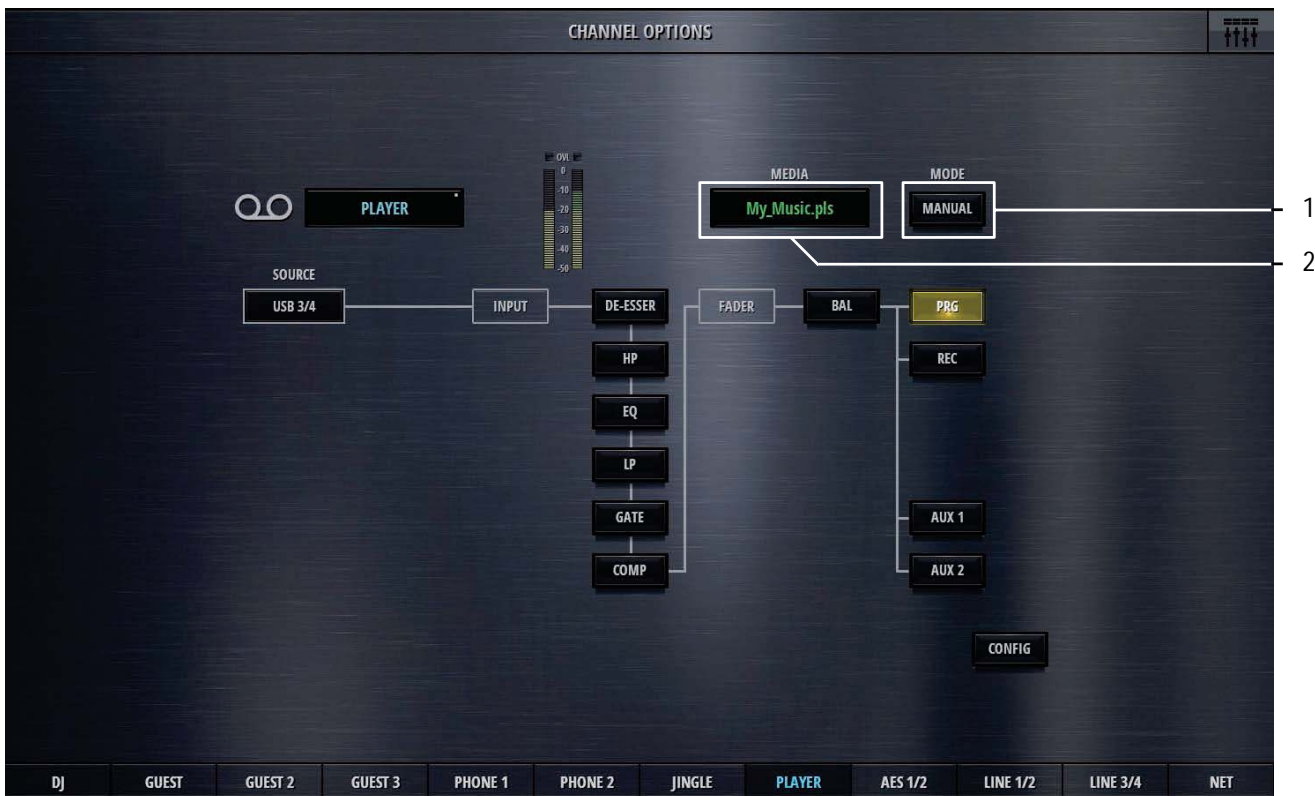 CHANNEL OPTIONS
OVL
0
-10
-20
-30
-40
-50
MEDIA
MODE
PLAYER
My_Music.pls
MANUAL
1
2
SOURCE
USB 3/4
INPUT
DE-ESSER
FADER
BAL
PRG
HP
REC
EQ
LP
GATE
AUX 1
COMP
AUX 2
CONFIG
DJ
GUEST
GUEST 2
GUEST 3
PHONE 1
PHONE 2
JINGLE
PLAYER
AES 1/2
LINE 1/2
LINE 3/4
NET